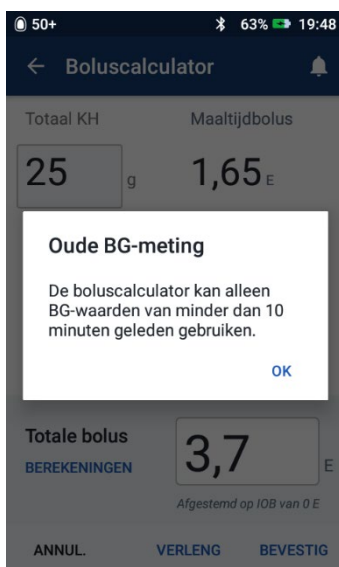 50+ 63% 19:48
Boluscalculator
Totaal KH Maaltijdbolus
25 g 1,65 E
Oude BG-meting
De boluscalculator kan alleen
BG-waarden van minder dan 10
minuten geleden gebruiken.
OK
Totale bolus
BEREKENINGEN
3,7 E
Afgestemd op IOB van 0 E
ANNUL. VERLENG BEVESTIG